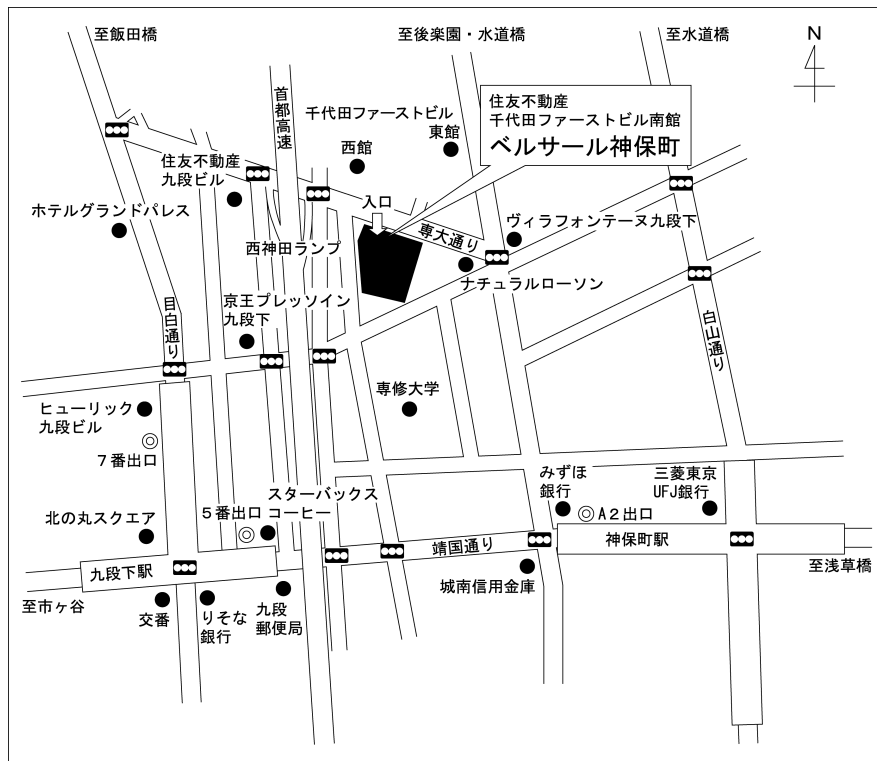 至飯田橋
至後楽園・水道橋
至水道橋
N
首都高速
千代田ファーストビル
東館
西館
住友不動産
千代田ファーストビル南館
ベルサール神保町
住友不動産
九段ビル
入口
ホテルグランドパレス
専大通り
ヴィラフォンテーヌ九段下
西神田ランプ
ナチュラルローソン
京王プレッソイン
九段下
目白通り
白山通り
専修大学
ヒューリック
九段ビル
7番出口
スターバックス
コーヒー
みずほ
銀行
三菱東京
UFJ銀行
北の丸スクエア
5番出口
A2出口
靖国通り
神保町駅
九段下駅
城南信用金庫
至浅草橋
至市ヶ谷
交番
りそな
銀行
九段
郵便局